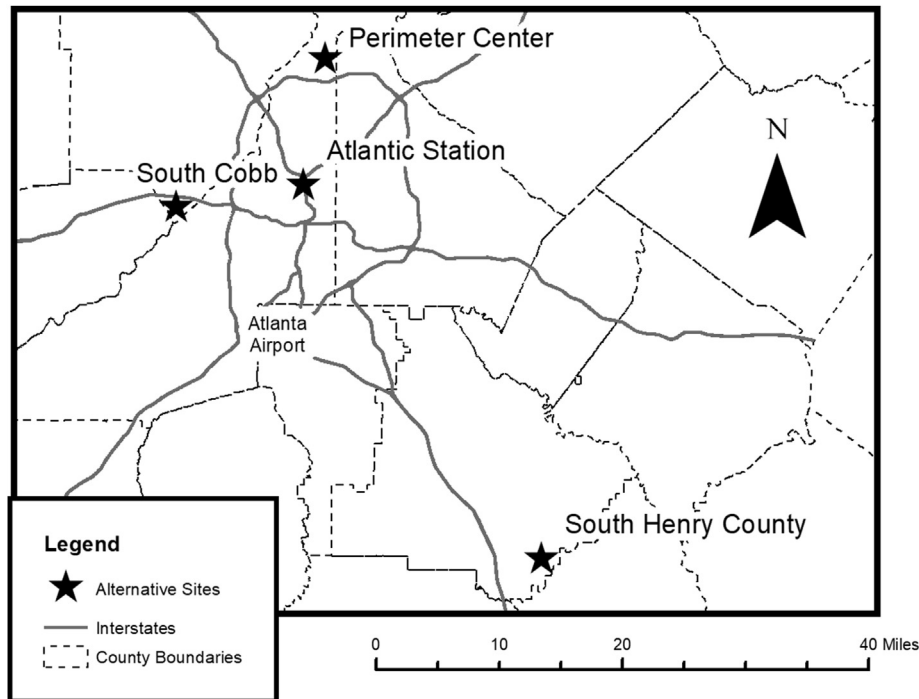 Perimeter Center
Atlantic Station
South Cobb
N
Atlanta
Airport
South Henry County
Legend
Alternative Sites
Interstates
County Boundaries
0 10 20 40 Miles